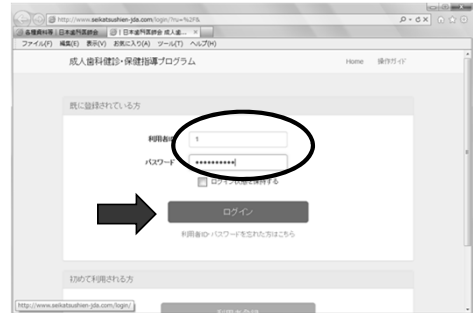 http://www.seikatsushien-jda.com/login/?ru=%2F&
各種資料等 | 日本歯科医師会
日本歯科医師会 成人歯...
ファイル(F) 編集(E) 表示(V) お気に入り(A) ツール(T) ヘルプ(H)
成人歯科健診・保健指導プログラム
Home 操作ガイド
既に登録されている方
利用者ID 1
パスワード ••••••••••
ログイン状態を保持する
ログイン
利用者ID・パスワードを忘れた方はこちら
初めて利用される方
http://www.seikatsushien-jda.com/login/
利用者登録